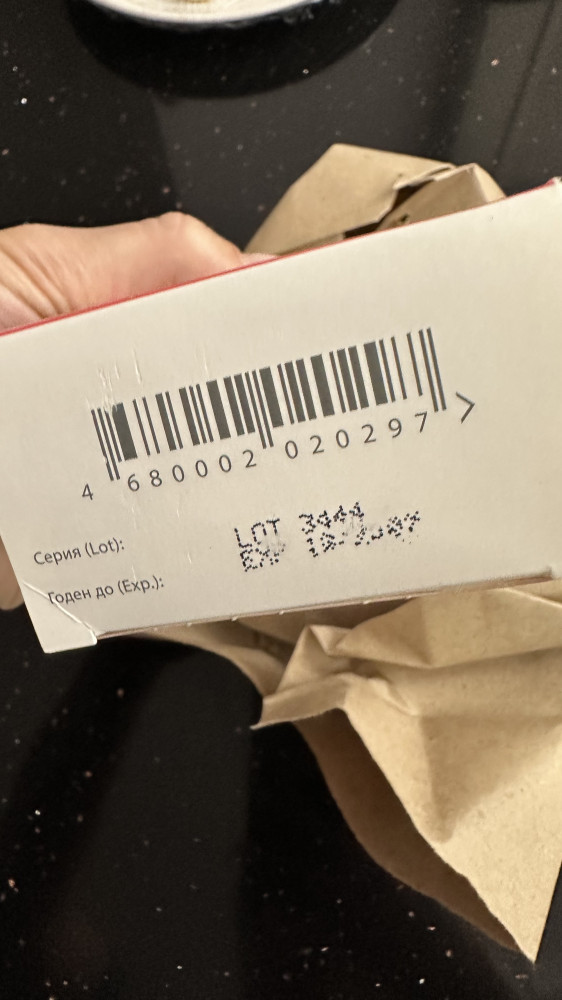 4 680002 020297 >
Серия (Lot):
LOT
Годен до (Exp.):
EXP